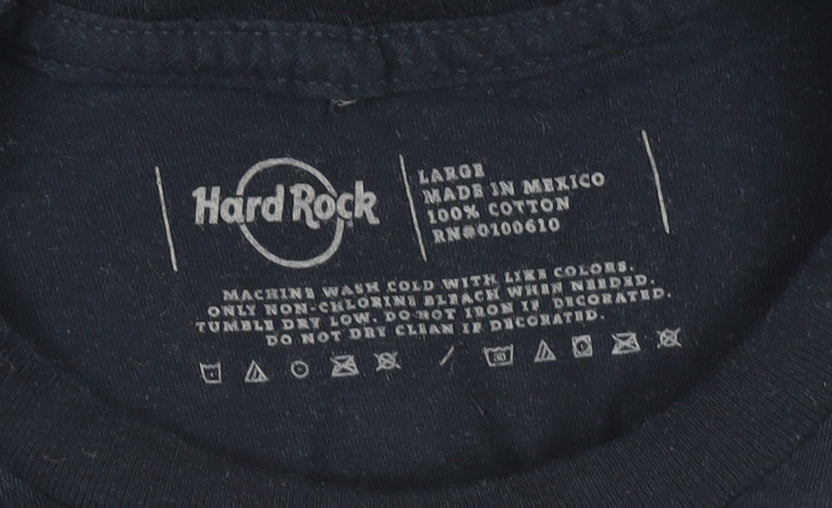 Hard Rock
LARGE
MADE IN MEXICO
100% COTTON
RN#0100610
MACHINE WASH COLD WITH LIKE COLORS.
ONLY NON-CHLORINE BLEACH WHEN NEEDED.
TUMBLE DRY LOW. DO NOT IRON IF DECORATED.
DO NOT DRY CLEAN IF DECORATED.